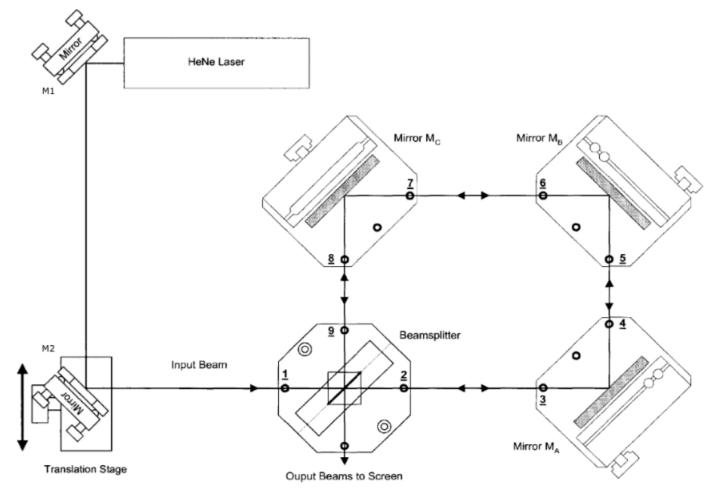 Mirror
HeNe Laser
M1
Mirror M_C
Mirror M_B
7
6
8
5
M2
9
Beamsplitter
4
Input Beam
1
2
3
Mirror
Mirror M_A
Translation Stage
Ouput Beams to Screen